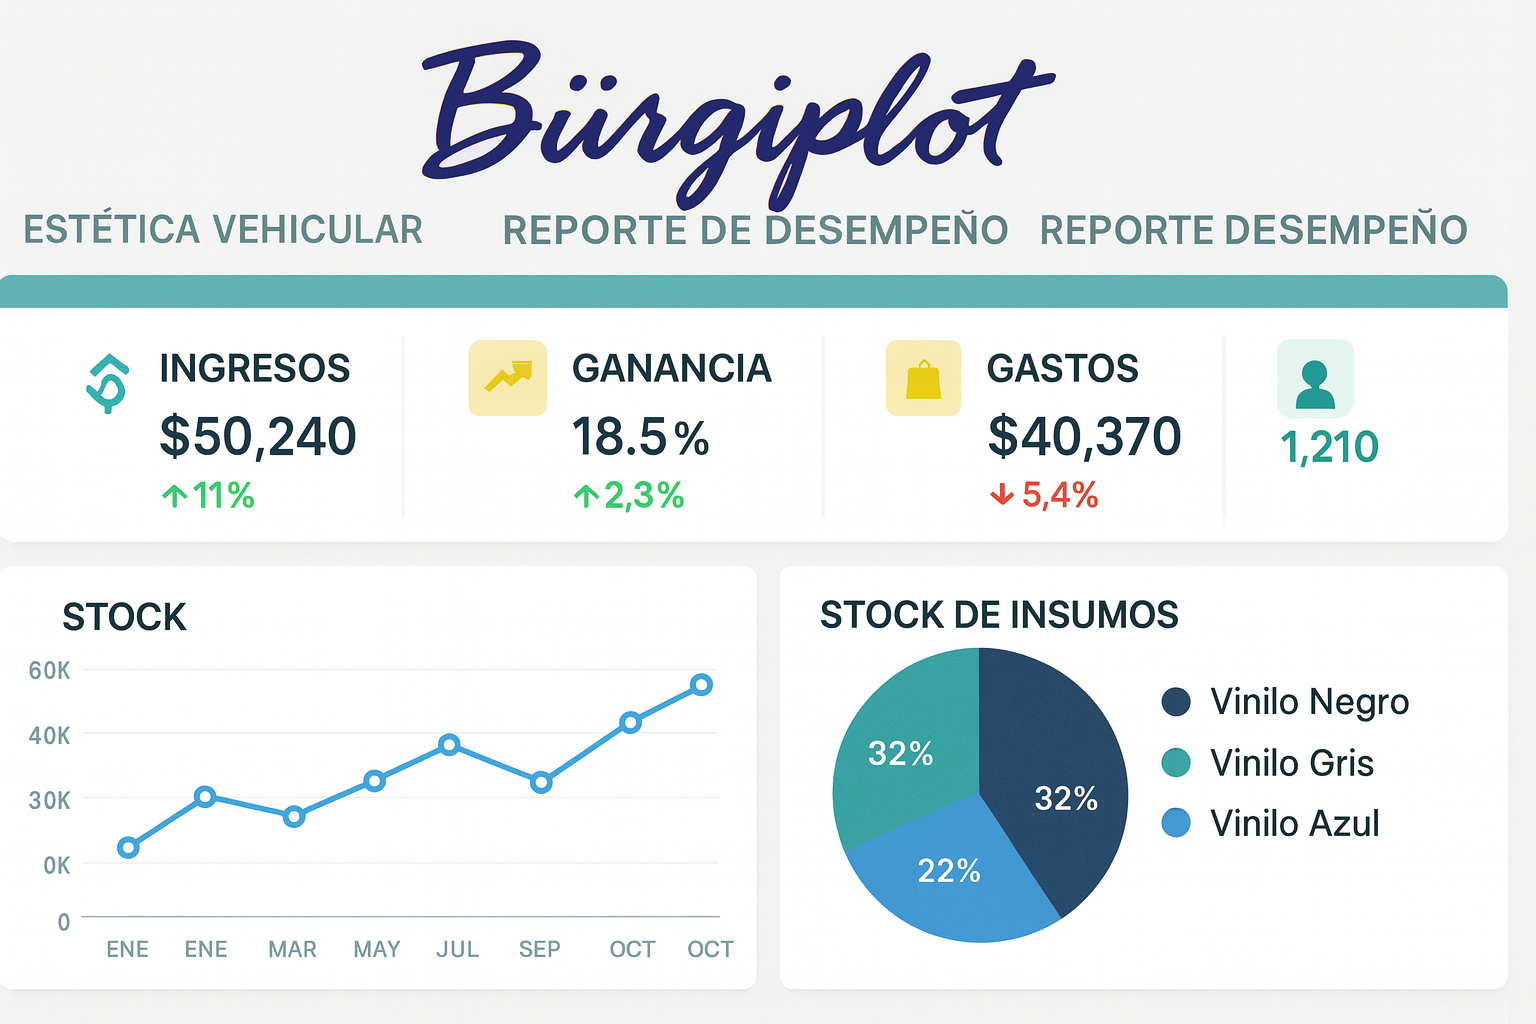 Bürgiplot
ESTÉTICA VEHICULAR
REPORTE DE DESEMPEÑO
REPORTE DESEMPEÑO
INGRESOS
$50,240
↑11%
GANANCIA
18.5%
↑2,3%
GASTOS
$40,370
↓5,4%
1,210
STOCK
60K
40K
30K
0K
0
ENE ENE MAR MAY JUL SEP OCT OCT
STOCK DE INSUMOS
32%
32%
22%
Vinilo Negro
Vinilo Gris
Vinilo Azul